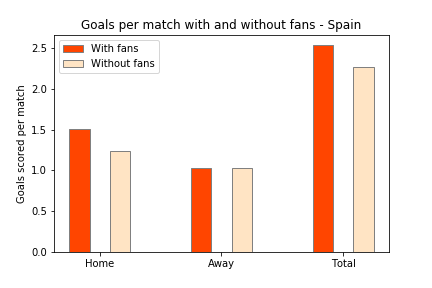 Goals per match with and without fans - Spain
With fans
Without fans
Goals scored per match
2.5
2.0
1.5
1.0
0.5
0.0
Home Away Total